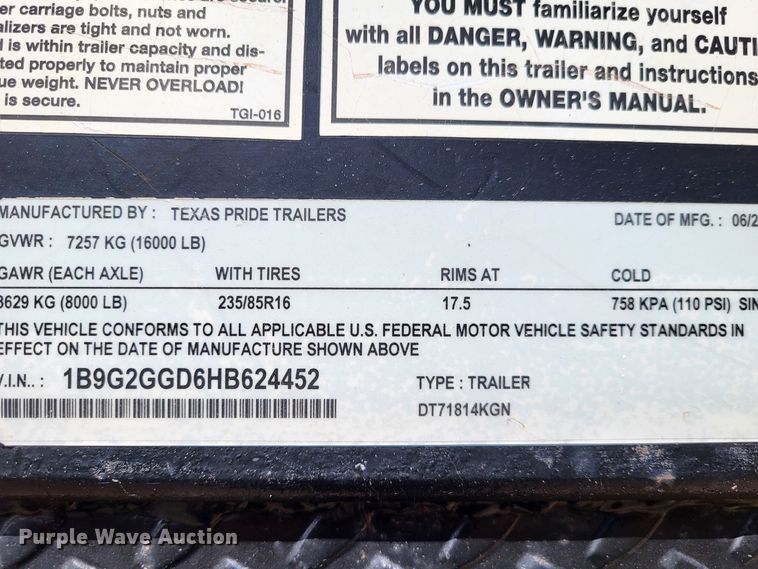 er carriage bolts, nuts and
alizers are tight and not worn.
d is within trailer capacity and dis-
ted properly to maintain proper
ue weight. NEVER OVERLOAD!
is secure.
TGI-016
YOU MUST familiarize yourself
with all DANGER, WARNING, and CAUTI
labels on this trailer and instructions
in the OWNER'S MANUAL.
MANUFACTURED BY : TEXAS PRIDE TRAILERS
DATE OF MFG. : 06/2
GVWR : 7257 KG (16000 LB)
GAWR (EACH AXLE) WITH TIRES RIMS AT COLD
3629 KG (8000 LB) 235/85R16 17.5 758 KPA (110 PSI) SIN
THIS VEHICLE CONFORMS TO ALL APPLICABLE U.S. FEDERAL MOTOR VEHICLE SAFETY STANDARDS IN
EFFECT ON THE DATE OF MANUFACTURE SHOWN ABOVE
V.I.N.. : 1B9G2GGD6HB624452 TYPE : TRAILER
DT71814KGN
Purple Wave Auction